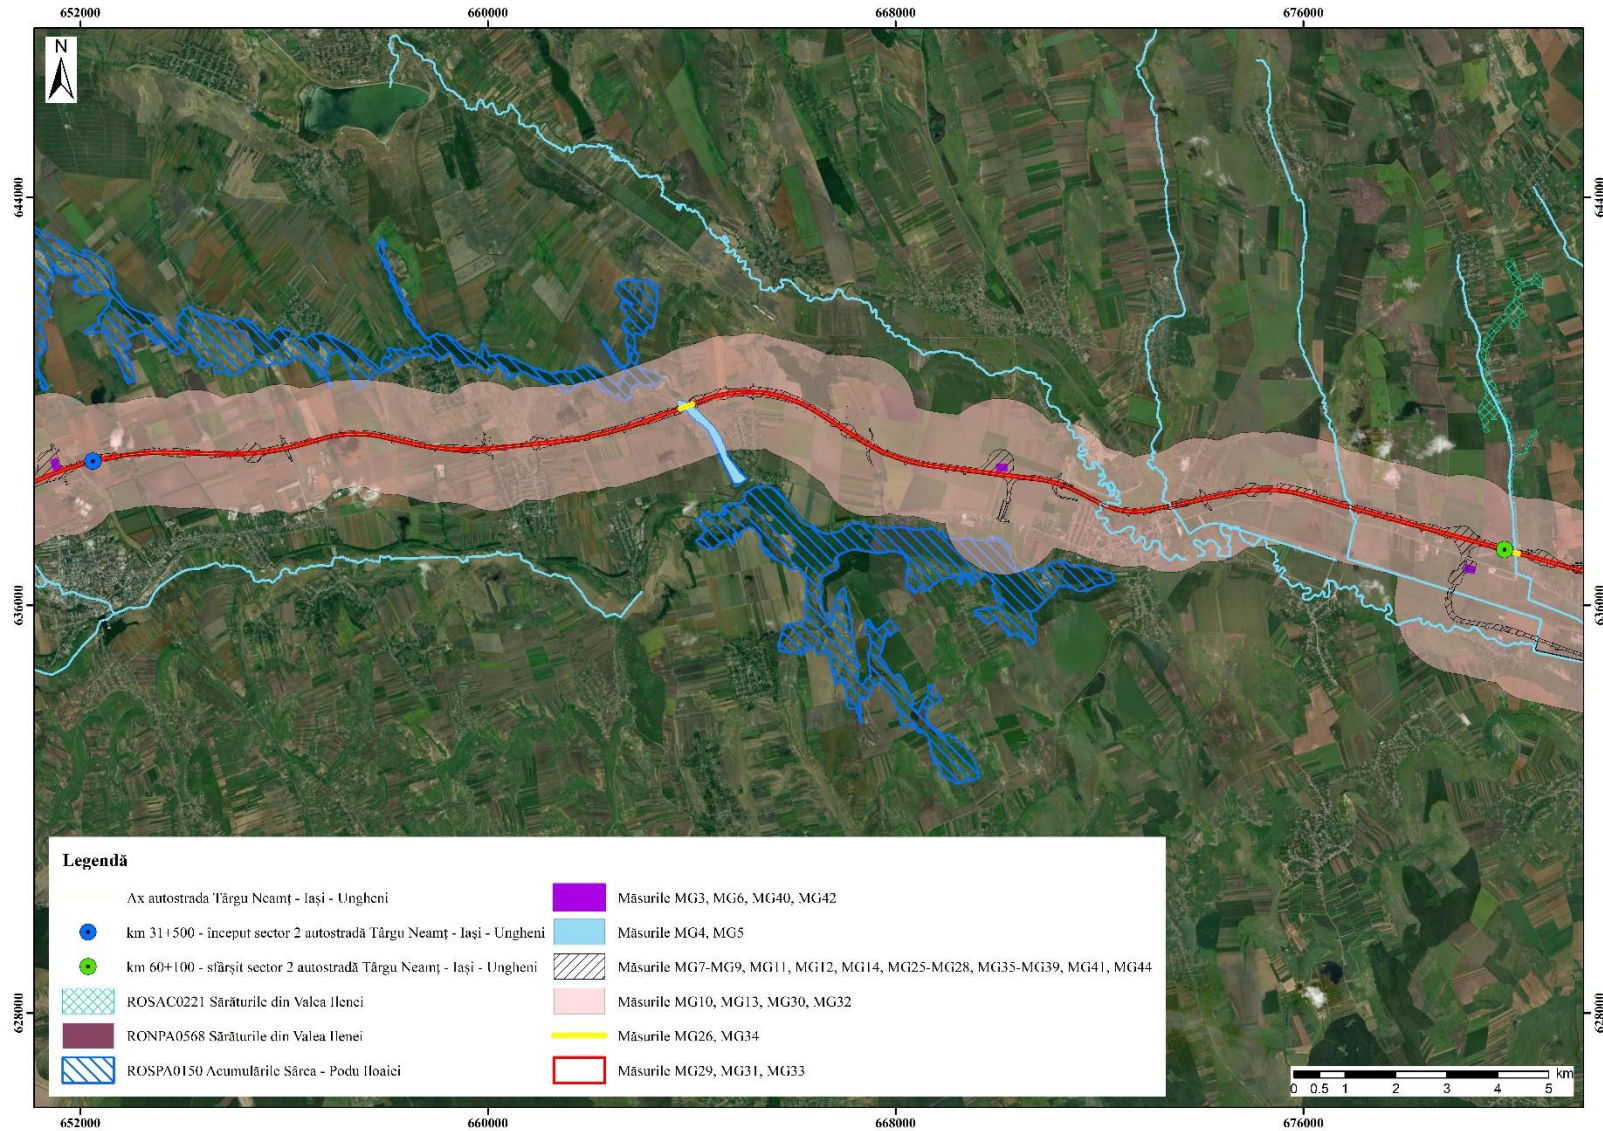 652000 660000 668000 676000
N
644000 644000
636000 636000
628000 628000
Legendă
Ax autostrada Târgu Neamț - Iași - Ungheni
km 31+500 - început sector 2 autostradă Târgu Neamț - Iași - Ungheni
km 60+100 - sfârșit sector 2 autostradă Târgu Neamț - Iași - Ungheni
ROSAC0221 Sărăturile din Valea Ilenei
RONPA0568 Sărăturile din Valea Ilenei
ROSPA0150 Acumulările Sârca - Podu Iloaiei
Măsurile MG3, MG6, MG40, MG42
Măsurile MG4, MG5
Măsurile MG7-MG9, MG11, MG12, MG14, MG25-MG28, MG35-MG39, MG41, MG44
Măsurile MG10, MG13, MG30, MG32
Măsurile MG26, MG34
Măsurile MG29, MG31, MG33
km
0 0.5 1 2 3 4 5
652000 660000 668000 676000